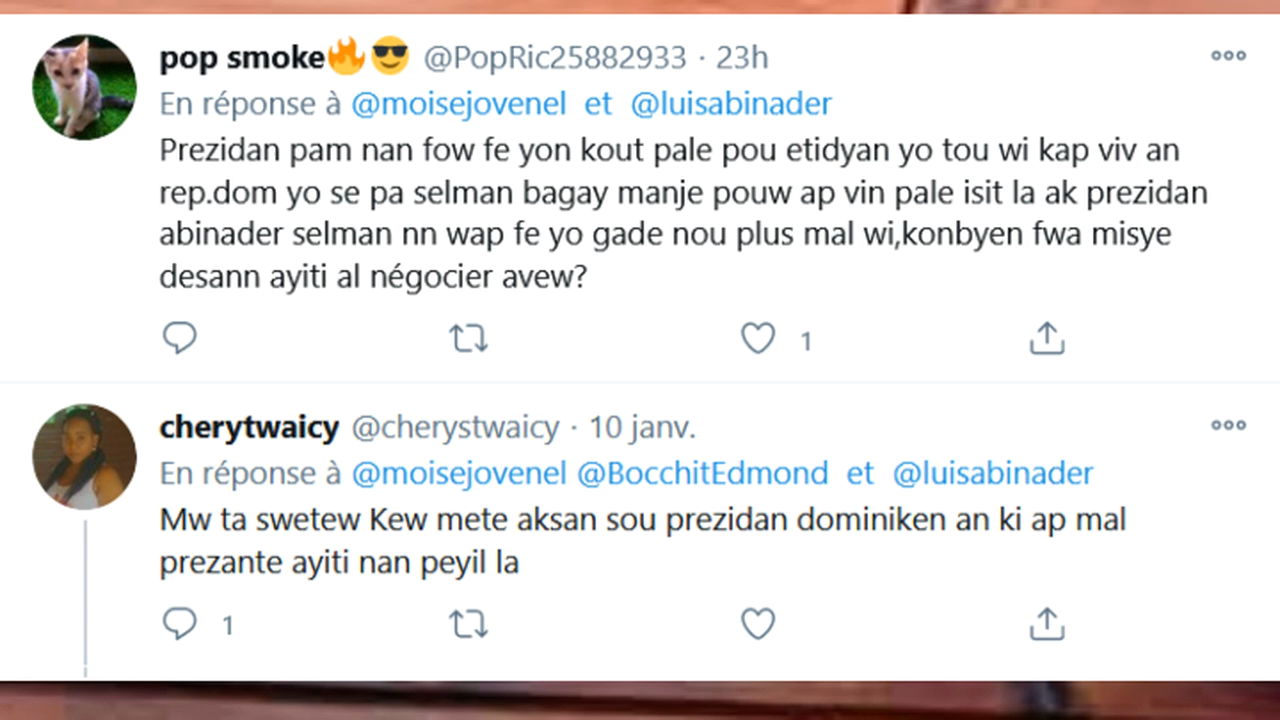 pop smoke🔥😎 @PopRic25882933 · 23h
En réponse à @moisejovenel et @luisabinader
Prezidan pam nan fow fe yon kout pale pou etidyan yo tou wi kap viv an
rep.dom yo se pa selman bagay manje pouw ap vin pale isit la ak prezidan
abinader selman nn wap fe yo gade nou plus mal wi,konbyen fwa misye
desann ayiti al négocier avew?
1
cherytwaicy @cherystwaicy · 10 janv.
En réponse à @moisejovenel @BocchitEdmond et @luisabinader
Mw ta swetew Kew mete aksan sou prezidan dominiken an ki ap mal
prezante ayiti nan peyil la
1